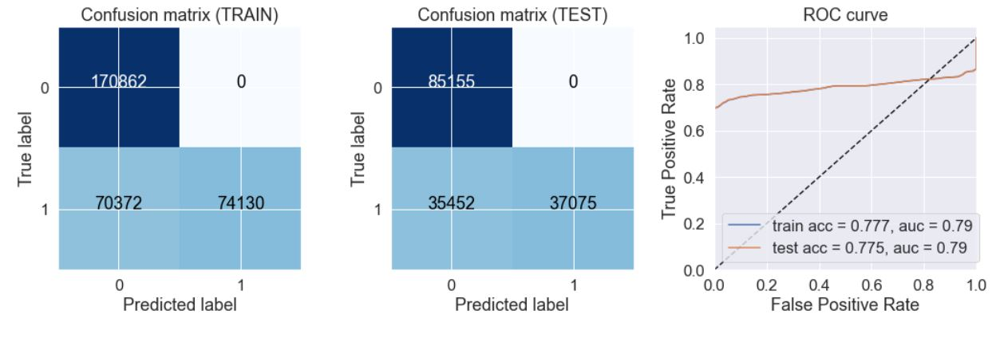 Confusion matrix (TRAIN)
True label
0
1
170862
0
70372
74130
0
1
Predicted label
Confusion matrix (TEST)
True label
0
1
85155
0
35452
37075
0
1
Predicted label
ROC curve
True Positive Rate
1.0
0.8
0.6
0.4
0.2
0.0
train acc = 0.777, auc = 0.79
test acc = 0.775, auc = 0.79
0.0
0.2
0.4
0.6
0.8
1.0
False Positive Rate